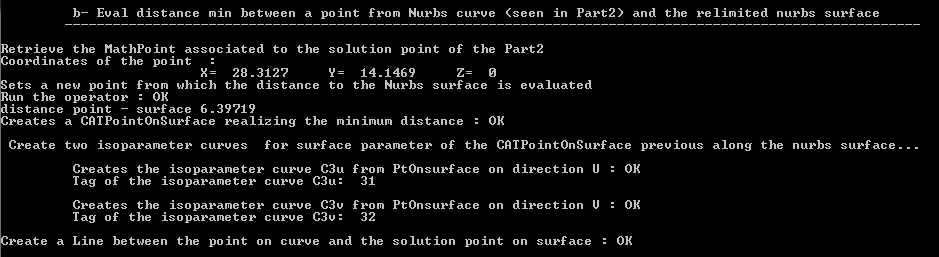 b- Eval distance min between a point from Nurbs curve (seen in Part2) and the relimited nurbs surface
------------------------------------------------------------------------------------------------------------
Retrieve the MathPoint associated to the solution point of the Part2
Coordinates of the point  :
X=  28.3127     Y=  14.1469     Z=  0
Sets a new point from which the distance to the Nurbs surface is evaluated
Run the operator : OK
distance point - surface 6.39719
Creates a CATPointOnSurface realizing the minimum distance : OK
Create two isoparameter curves  for surface parameter of the CATPointOnSurface previous along the nurbs surface...
Creates the isoparameter curve C3u from PtOnsurface on direction U : OK
Tag of the isoparameter curve C3u:  31
Creates the isoparameter curve C3v from PtOnsurface on direction V : OK
Tag of the isoparameter curve C3v:  32
Create a Line between the point on curve and the solution point on surface : OK